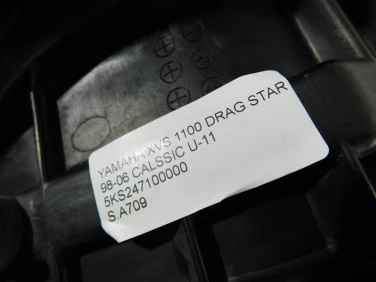 YAMAHA XVS 1100 DRAG STAR
98-06 CALSSIC U-11
5KS247100000
S.A709